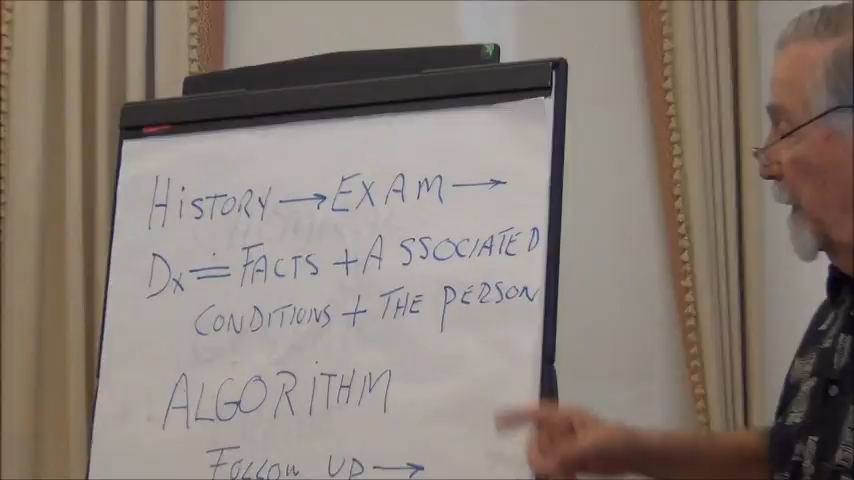 HISTORY → EXAM →
Dx = FACTS + ASSOCIATED
CONDITIONS + THE PERSON
ALGORITHM
FOLLOW UP →